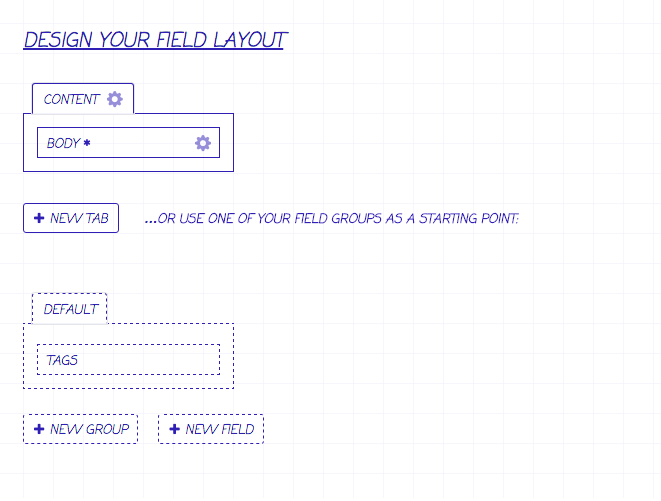 DESIGN YOUR FIELD LAYOUT
CONTENT
BODY *
+ NEW TAB
...OR USE ONE OF YOUR FIELD GROUPS AS A STARTING POINT:
DEFAULT
TAGS
+ NEW GROUP
+ NEW FIELD